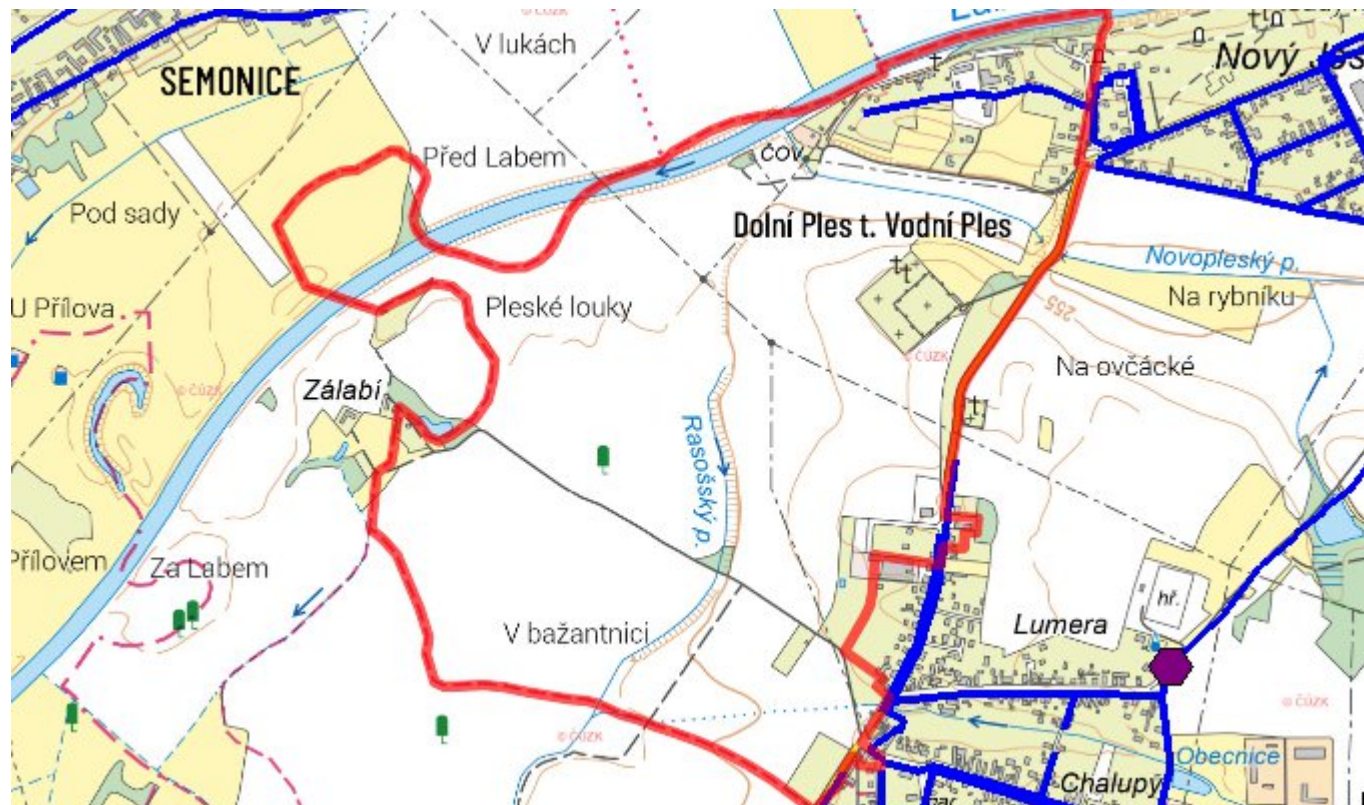 © ČÚZK
V lukách
Nový
SEMONICE
Před Labem
ČOV
Pod sady
Dolní Ples t. Vodní Ples
Novopleský p.
U Přílova
Pleské louky
Na rybníku
255
© ČÚZK
© ČÚZK
Na ovčácké
Zálabí
Rasošský p.
Přílovem
Za Labem
hř.
V bažantnici
Lumera
© ČÚZK
© ČÚZK
© ČÚZK
Obecnice
Chalupy